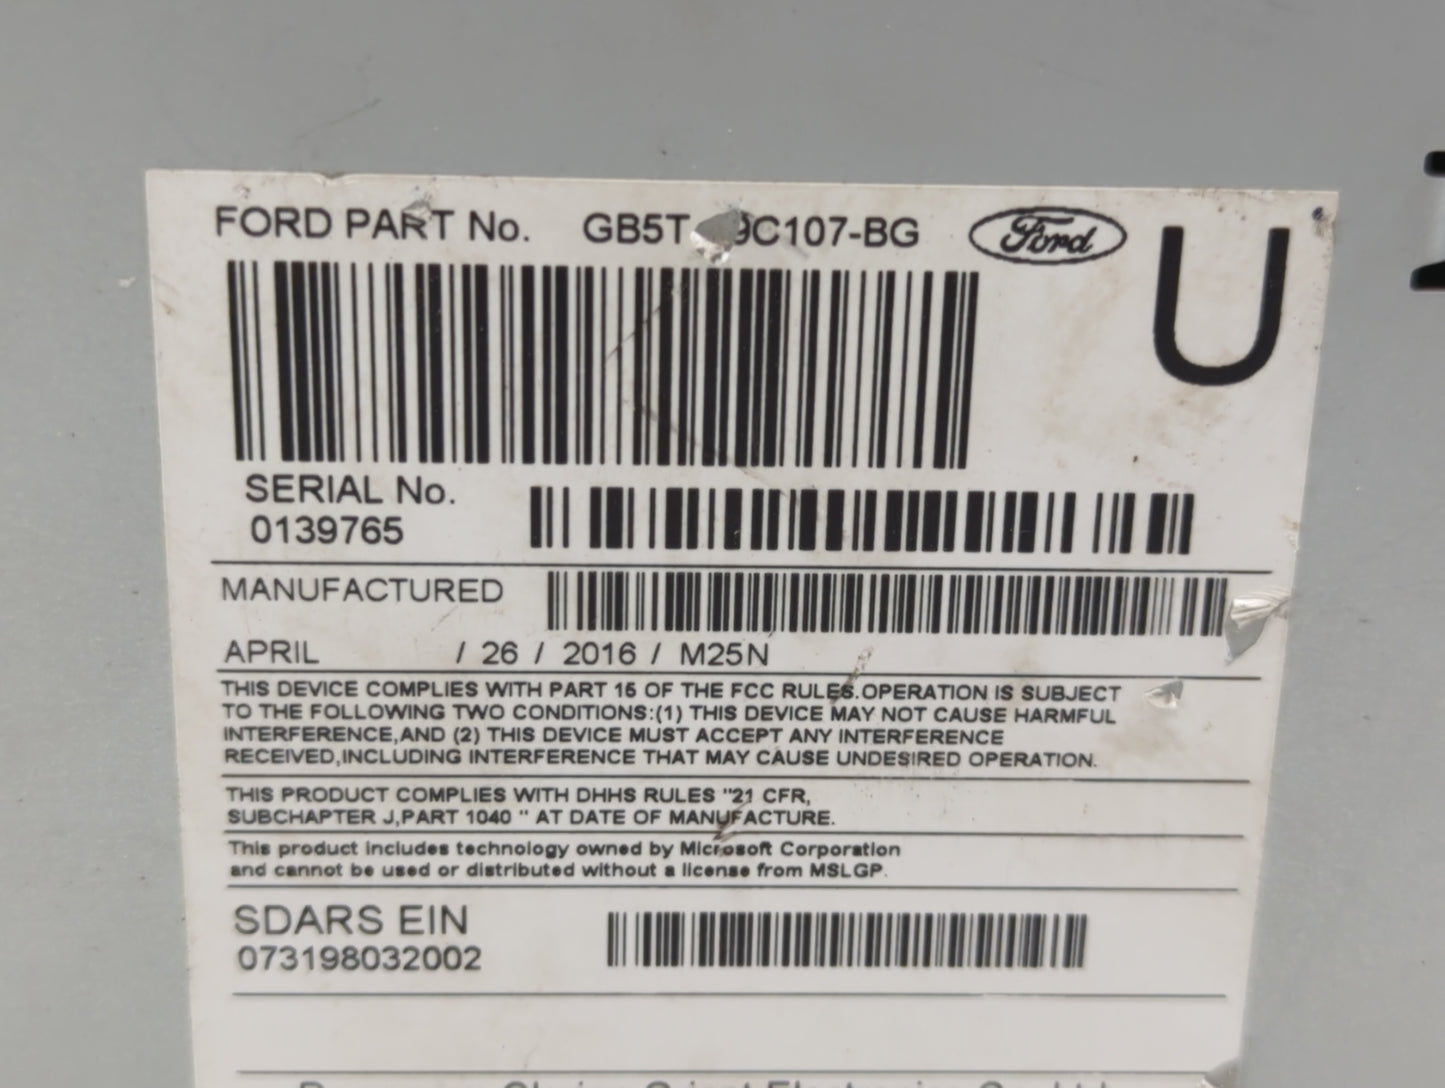 FORD PART No. GB5T 9C107-BG Ford U
SERIAL No.
0139765
MANUFACTURED
APRIL / 26 / 2016 / M25N
THIS DEVICE COMPLIES WITH PART 15 OF THE FCC RULES.OPERATION IS SUBJECT
TO THE FOLLOWING TWO CONDITIONS:(1) THIS DEVICE MAY NOT CAUSE HARMFUL
INTERFERENCE,AND (2) THIS DEVICE MUST ACCEPT ANY INTERFERENCE
RECEIVED,INCLUDING INTERFERENCE THAT MAY CAUSE UNDESIRED OPERATION.
THIS PRODUCT COMPLIES WITH DHHS RULES "21 CFR,
SUBCHAPTER J,PART 1040 " AT DATE OF MANUFACTURE.
This product includes technology owned by Microsoft Corporation
and cannot be used or distributed without a license from MSLGP.
SDARS EIN
073198032002